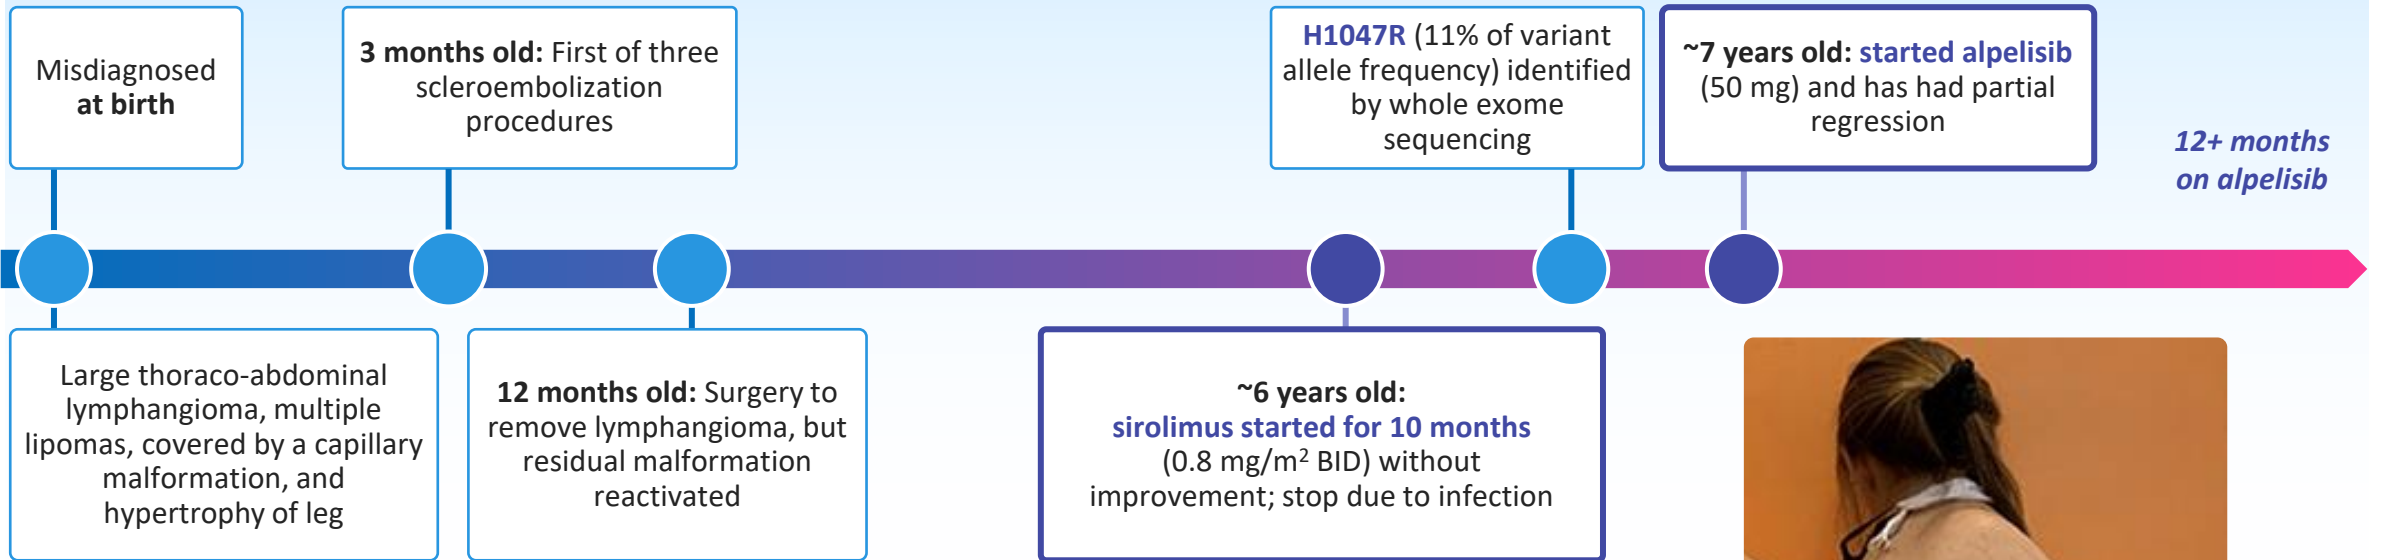 Misdiagnosed
at birth
3 months old: First of three
scleroembolization
procedures
H1047R (11% of variant
allele frequency) identified
by whole exome
sequencing
~7 years old: started alpelisib
(50 mg) and has had partial
regression
12+ months
on alpelisib
Large thoraco-abdominal
lymphangioma, multiple
lipomas, covered by a capillary
malformation, and
hypertrophy of leg
12 months old: Surgery to
remove lymphangioma, but
residual malformation
reactivated
~6 years old:
sirolimus started for 10 months
(0.8 mg/m² BID) without
improvement; stop due to infection